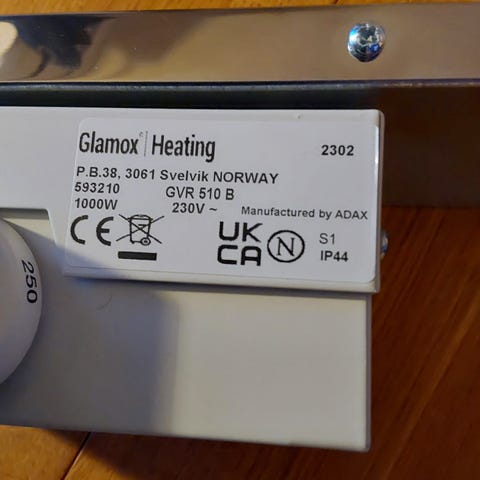 Glamox Heating 2302
P.B.38, 3061 Svelvik NORWAY
593210 GVR 510 B
1000W 230V ~ Manufactured by ADAX
CE UK CA N S1
IP44
250